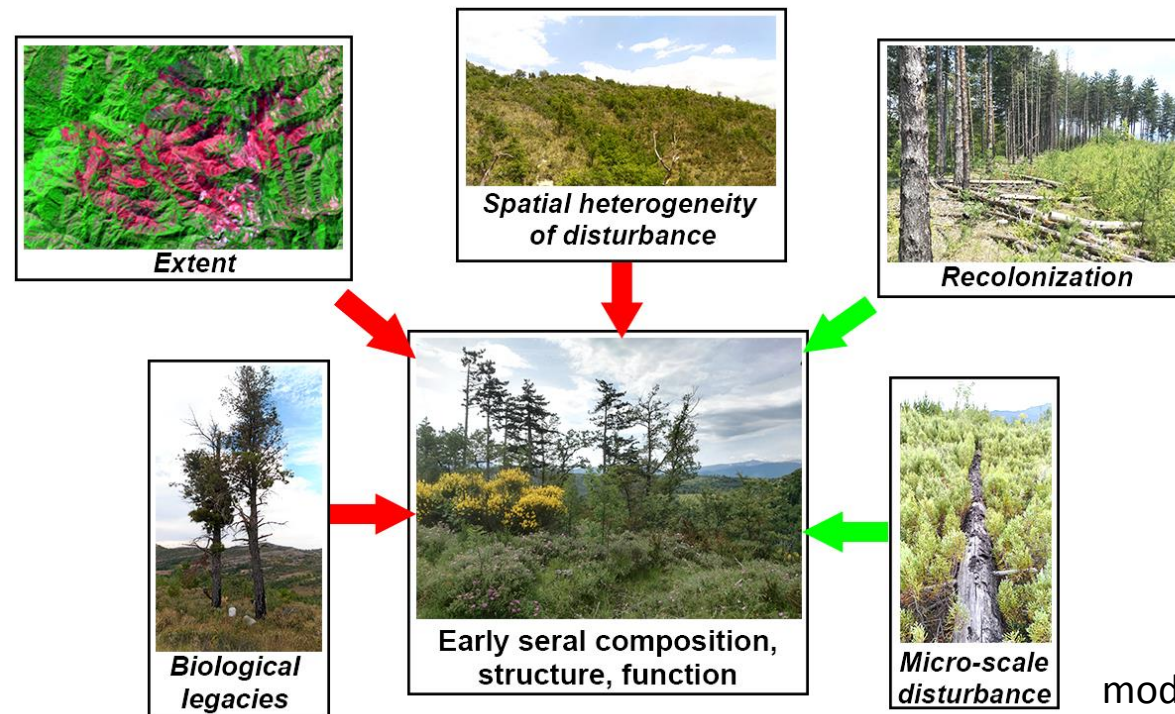 Extent
Spatial heterogeneity
of disturbance
Recolonization
Biological
legacies
Early seral composition,
structure, function
Micro-scale
disturbance